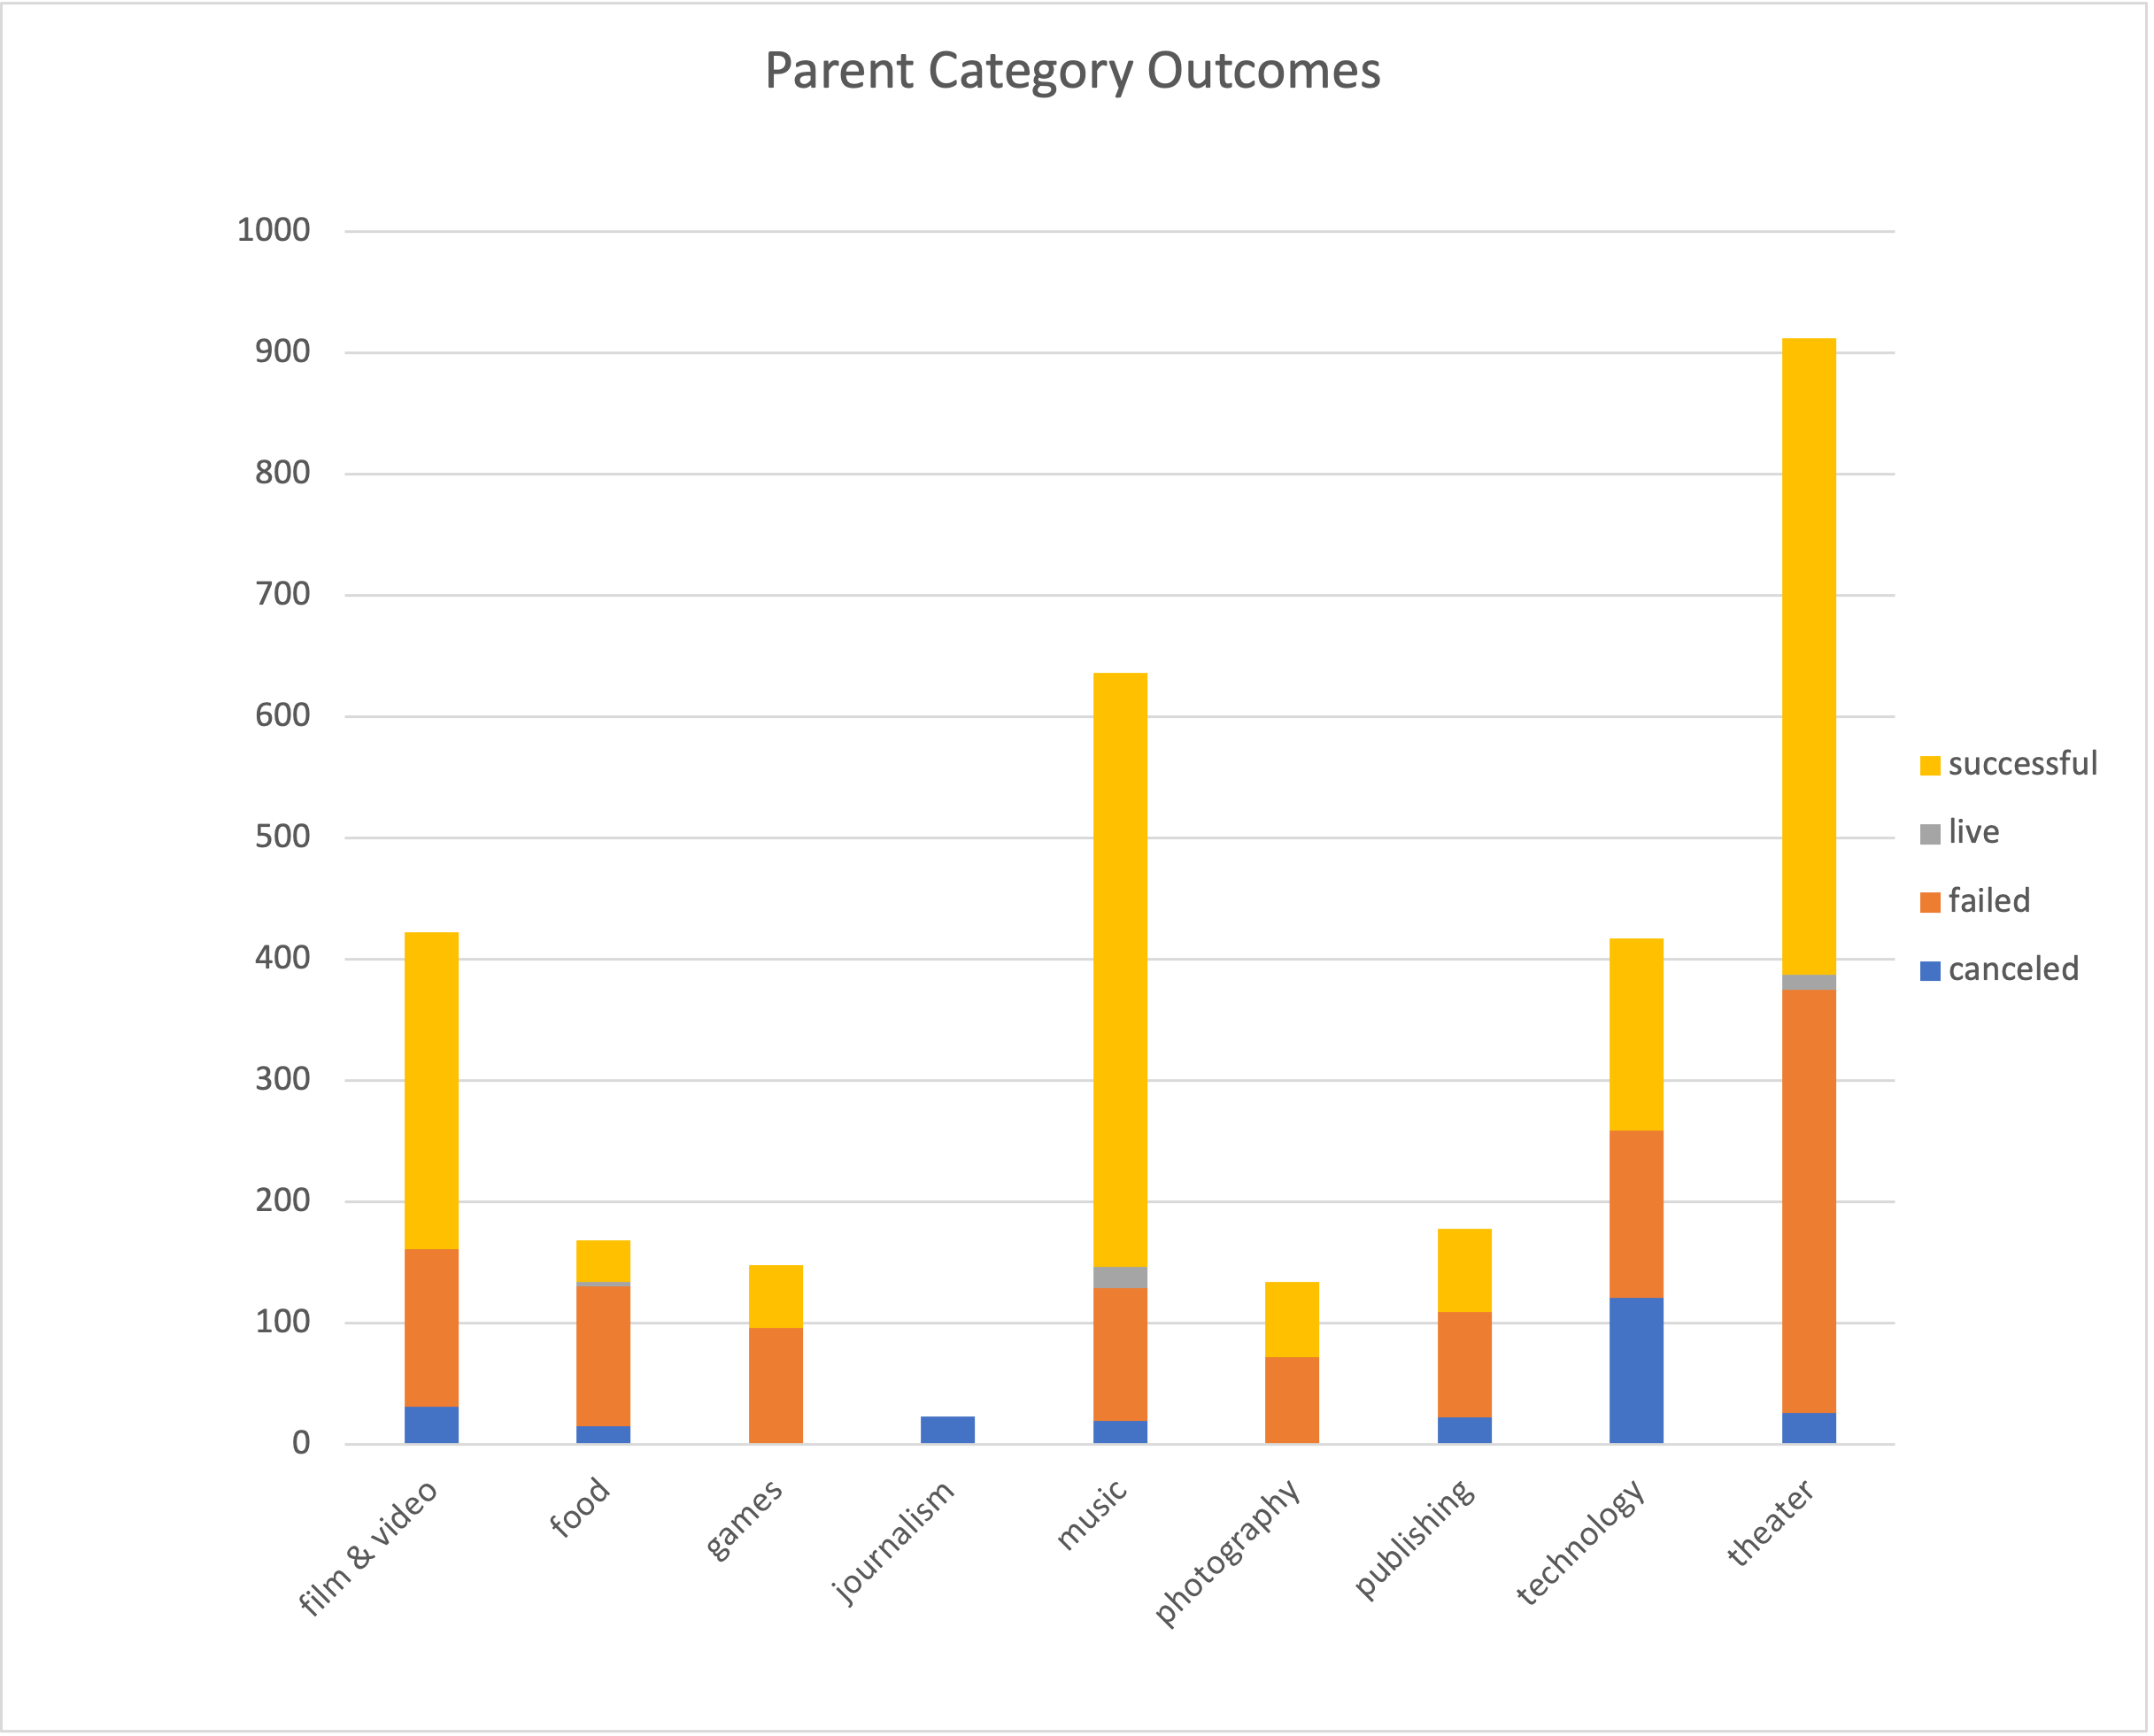 Parent Category Outcomes
1000
900
800
700
600
500
400
300
200
100
0
film & video
food
games
journalism
music
photography
publishing
technology
theater
successful
live
failed
canceled